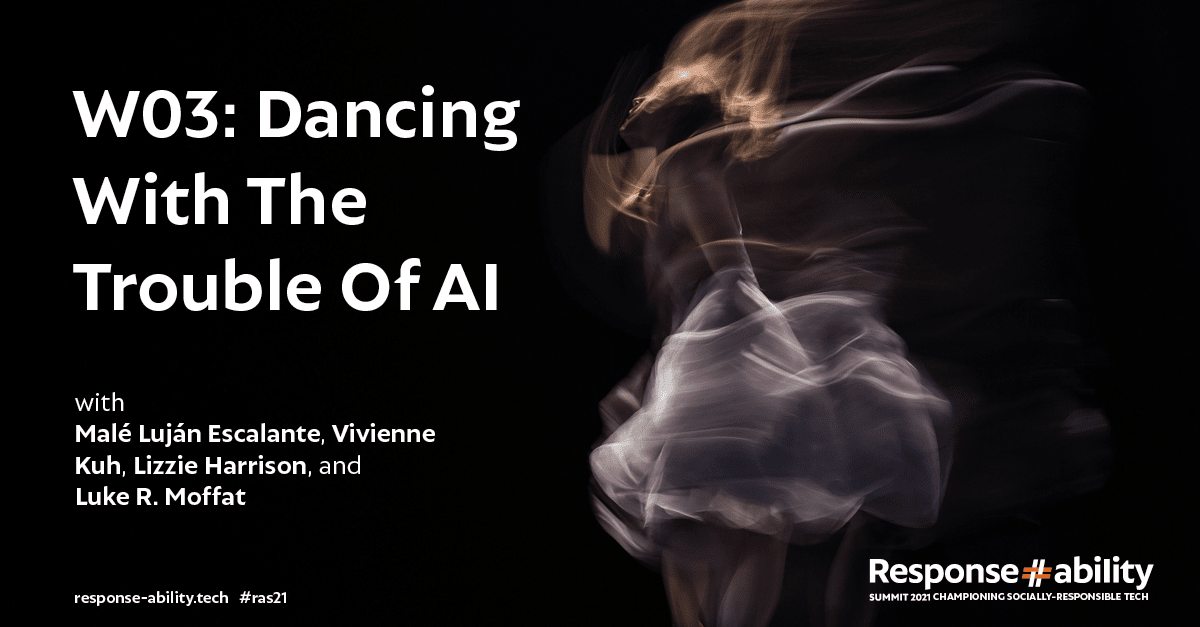 W03: Dancing
With The
Trouble Of AI
with
Malé Luján Escalante, Vivienne
Kuh, Lizzie Harrison, and
Luke R. Moffat
response-ability.tech #ras21
Response#ability
SUMMIT 2021 CHAMPIONING SOCIALLY-RESPONSIBLE TECH